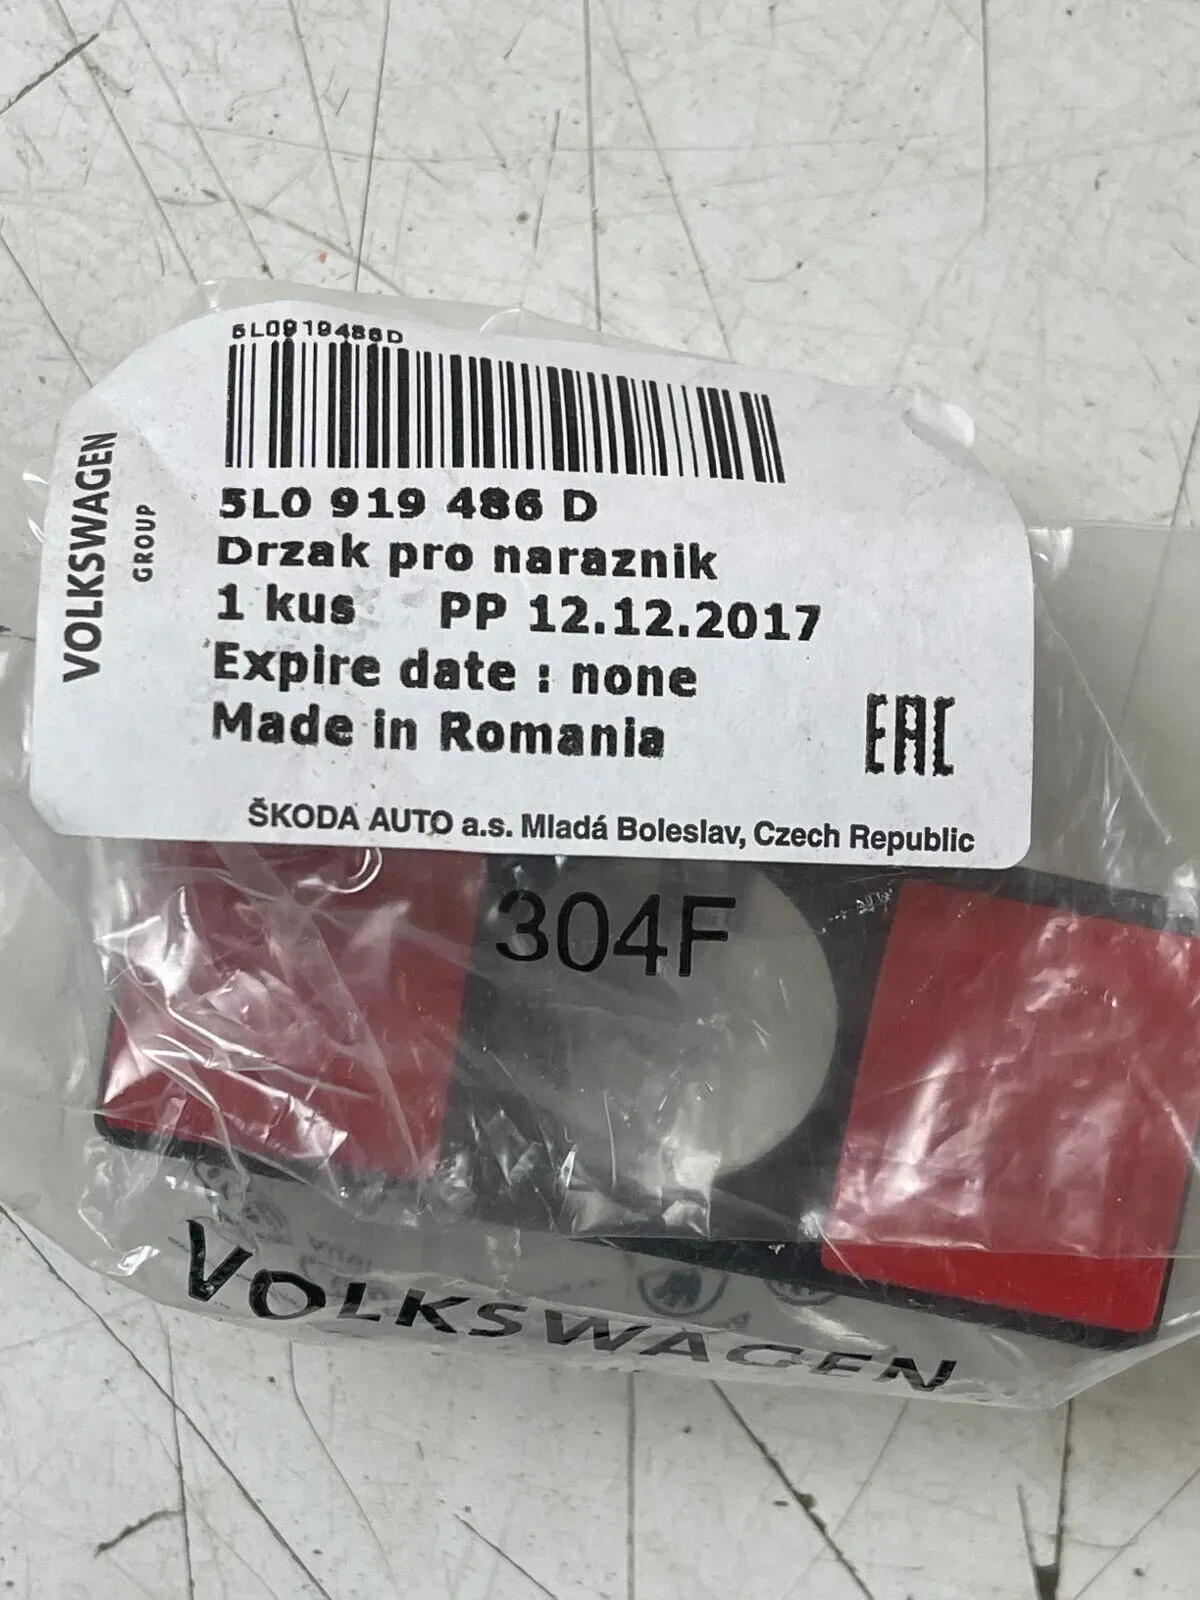 5L0919486D
VOLKSWAGEN
GROUP
5L0 919 486 D
Drzak pro naraznik
1 kus PP 12.12.2017
Expire date : none
Made in Romania
EAC
ŠKODA AUTO a.s. Mladá Boleslav, Czech Republic
304F
VOLKSWAGEN